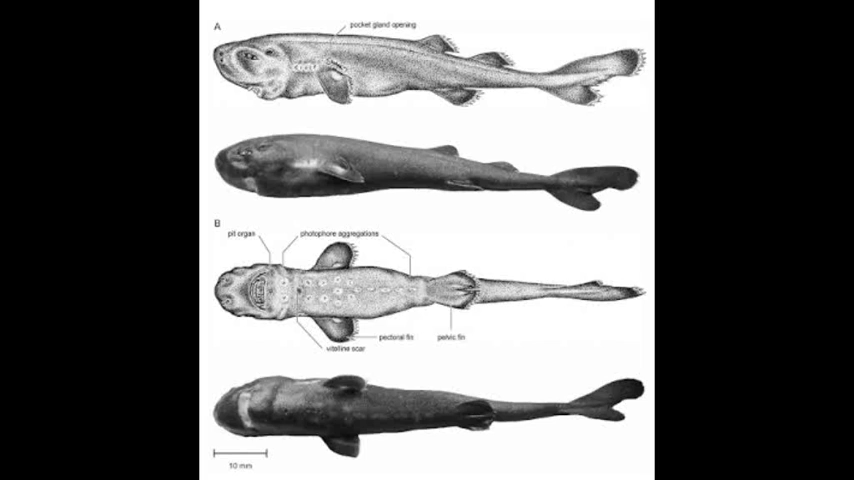 A
pocket gland opening
B
pit organ
photophore aggregations
pectoral fin
pelvic fin
vitelline scar
10 mm